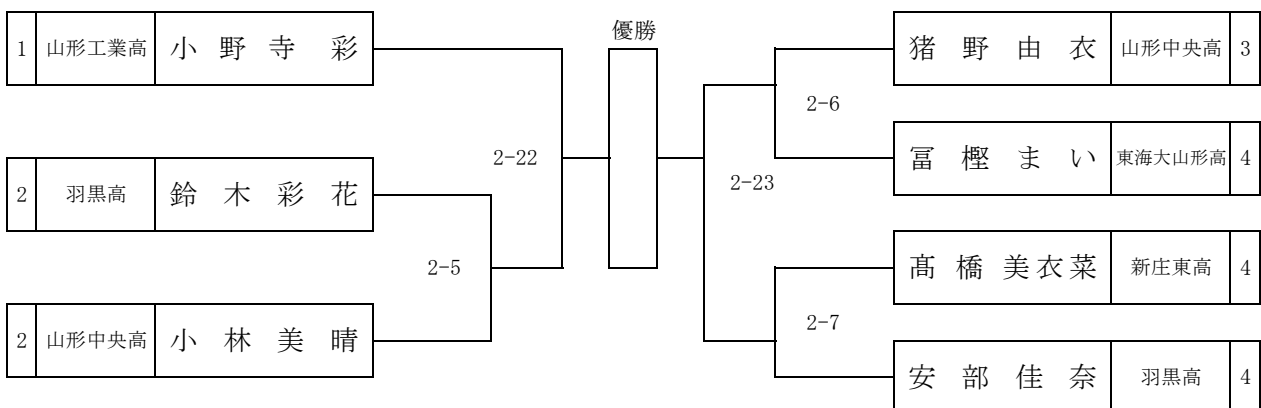 優勝
1 山形工業高 小野寺 彩
2 羽黒高 鈴木彩花
2 山形中央高 小林美晴
2-22
2-5
猪野由衣 山形中央高 3
冨樫まい 東海大山形高 4
髙橋美衣菜 新庄東高 4
安部佳奈 羽黒高 4
2-6
2-23
2-7